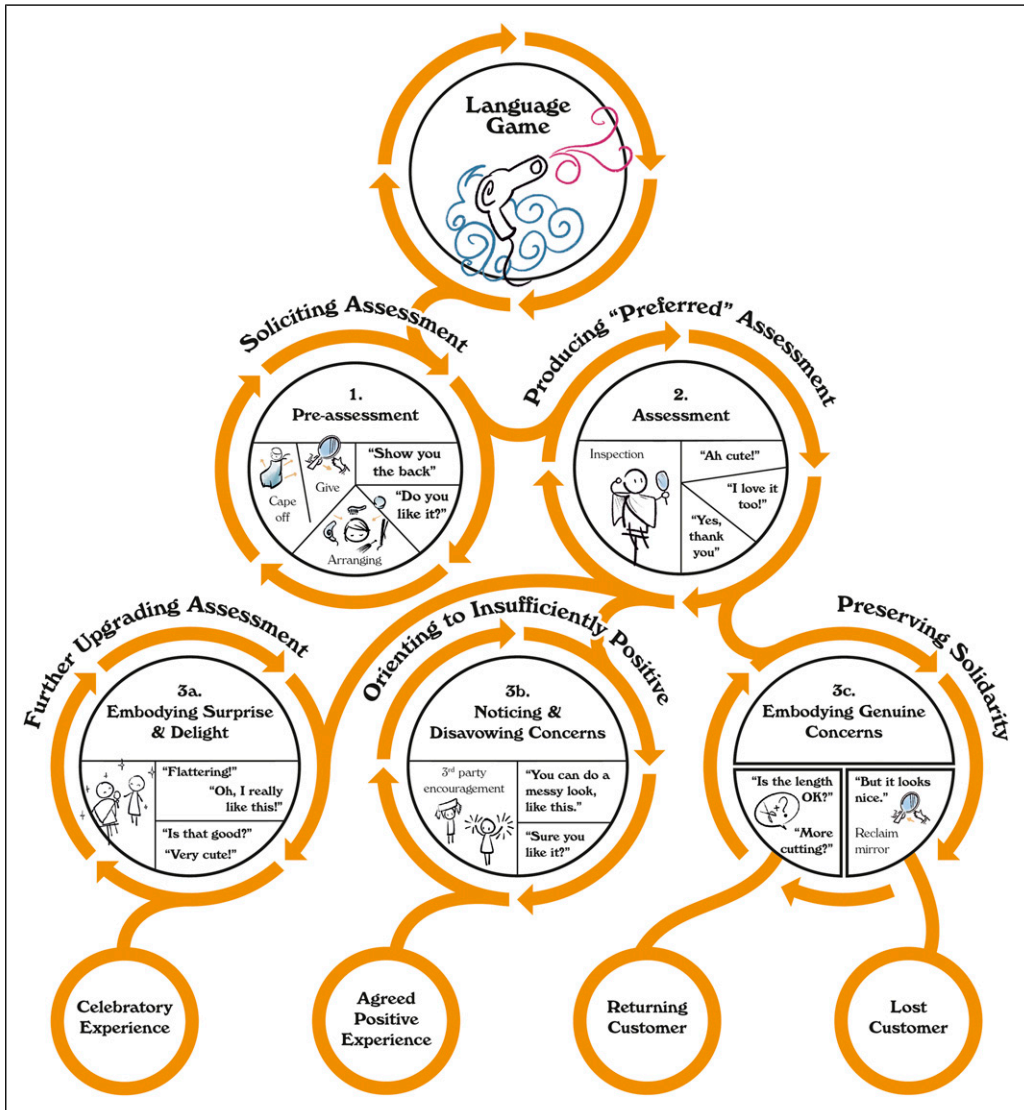 Language
Game
Soliciting Assessment
1.
Pre-assessment
Cape
off
Give
Arranging
“Show you
the back”
“Do you
like it?”
Producing “Preferred” Assessment
2.
Assessment
Inspection
“Ah cute!”
“I love it
too!”
“Yes,
thank
you”
Further Upgrading Assessment
3a.
Embodying Surprise
& Delight
“Flattering!”
“Oh, I really
like this!”
“Is that good?”
“Very cute!”
Orienting to Insufficiently Positive
3b.
Noticing &
Disavowing Concerns
3rd party
encouragement
“You can do a
messy look,
like this.”
“Sure you
like it?”
Preserving Solidarity
3c.
Embodying Genuine
Concerns
“Is the length
OK?”
“More
cutting?”
“But it looks
nice.”
Reclaim
mirror
Celebratory
Experience
Agreed
Positive
Experience
Returning
Customer
Lost
Customer